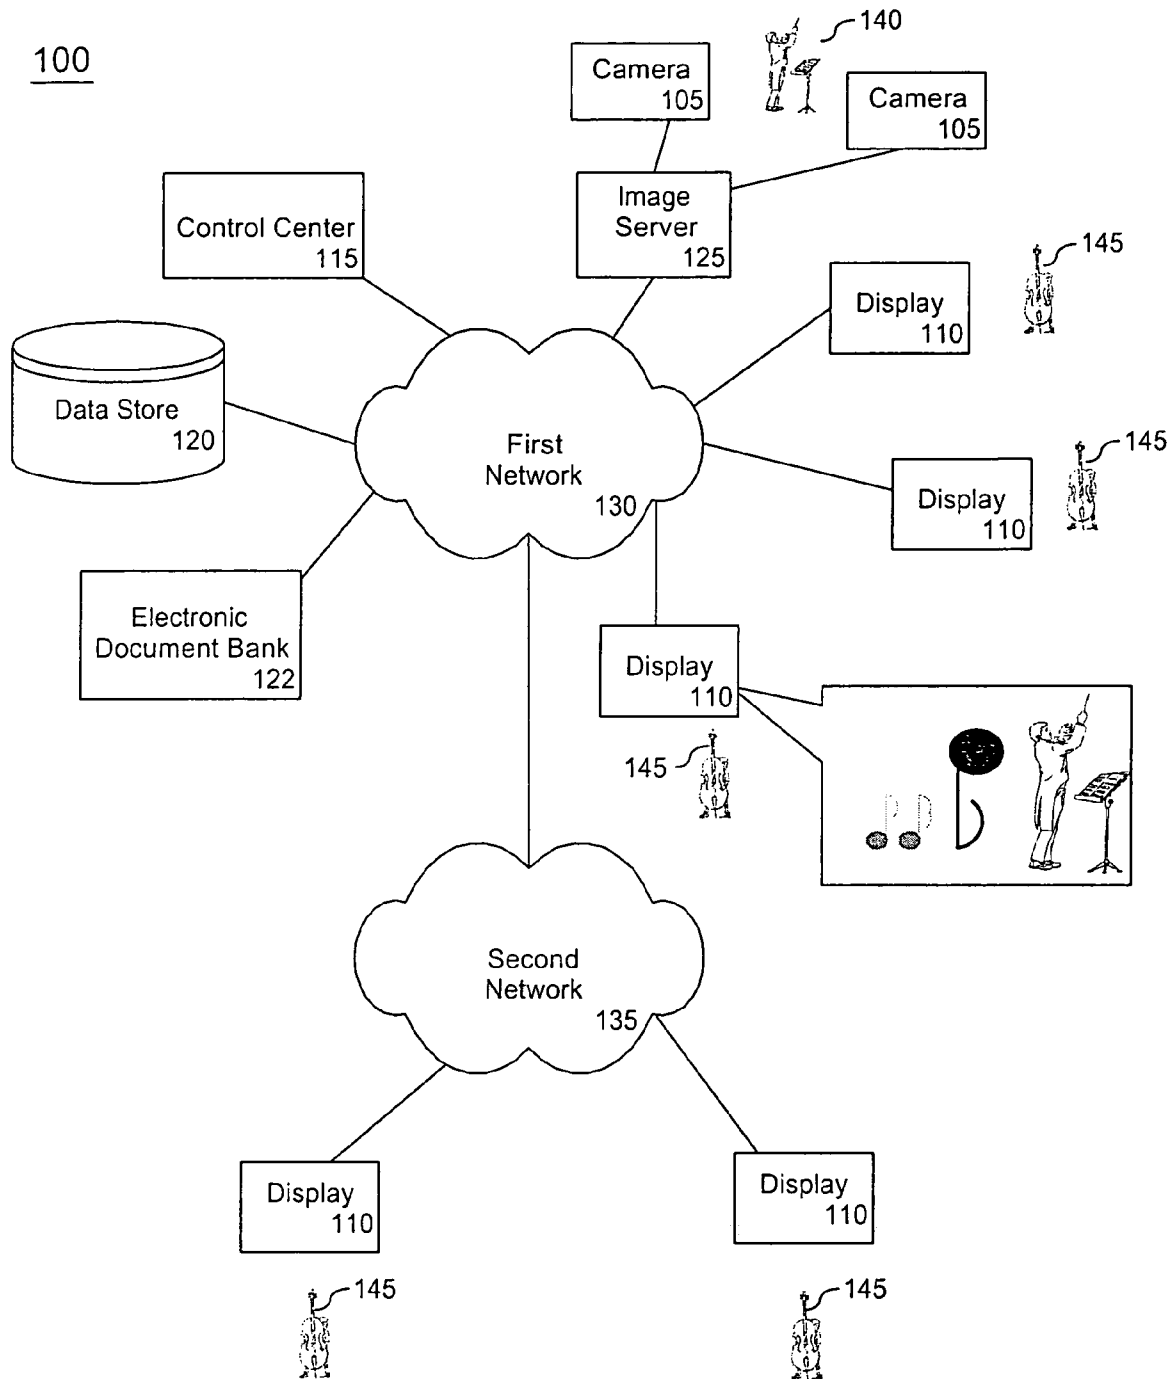 100
140
Camera
105
Camera
105
Image
Server
125
Control Center
115
145
Display
110
Data Store
120
First
Network
130
145
Display
110
Electronic
Document Bank
122
Display
110
145
Second
Network
135
Display
110
Display
110
145
145